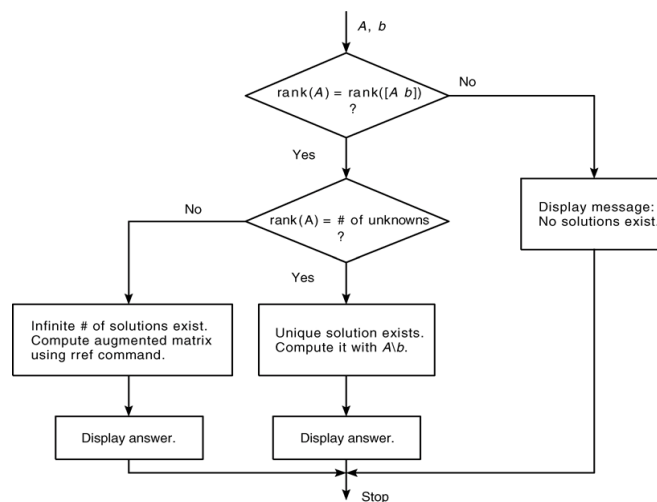 A, b
rank(A) = rank([A b])
?
No
Yes
rank(A) = # of unknowns
?
No
Yes
Display message:
No solutions exist.
Infinite # of solutions exist.
Compute augmented matrix
using rref command.
Unique solution exists.
Compute it with A\b.
Display answer.
Display answer.
Stop